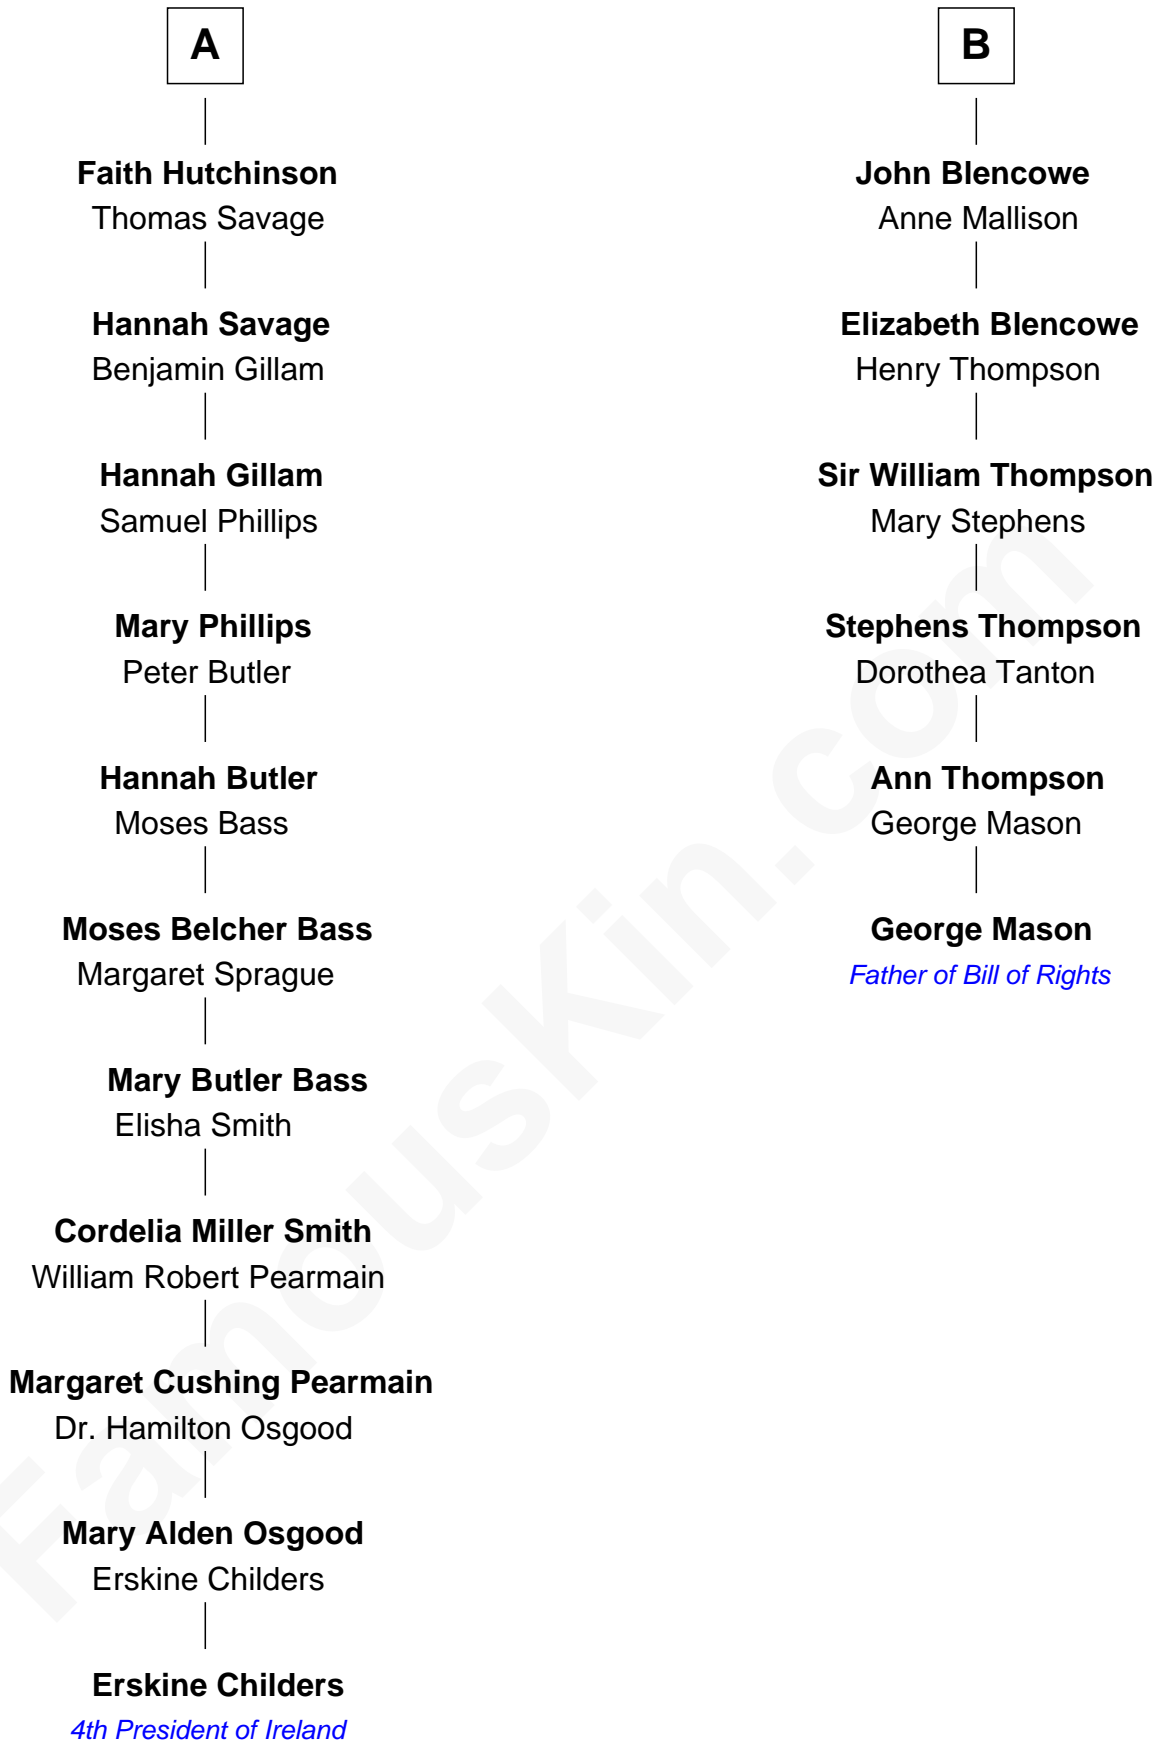 A
Faith Hutchinson
Thomas Savage
Hannah Savage
Benjamin Gillam
Hannah Gillam
Samuel Phillips
Mary Phillips
Peter Butler
Hannah Butler
Moses Bass
Moses Belcher Bass
Margaret Sprague
Mary Butler Bass
Elisha Smith
Cordelia Miller Smith
William Robert Pearmain
Margaret Cushing Pearmain
Dr. Hamilton Osgood
Mary Alden Osgood
Erskine Childers
Erskine Childers
4th President of Ireland
B
John Blencowe
Anne Mallison
Elizabeth Blencowe
Henry Thompson
Sir William Thompson
Mary Stephens
Stephens Thompson
Dorothea Tanton
Ann Thompson
George Mason
George Mason
Father of Bill of Rights
FamousKin.com